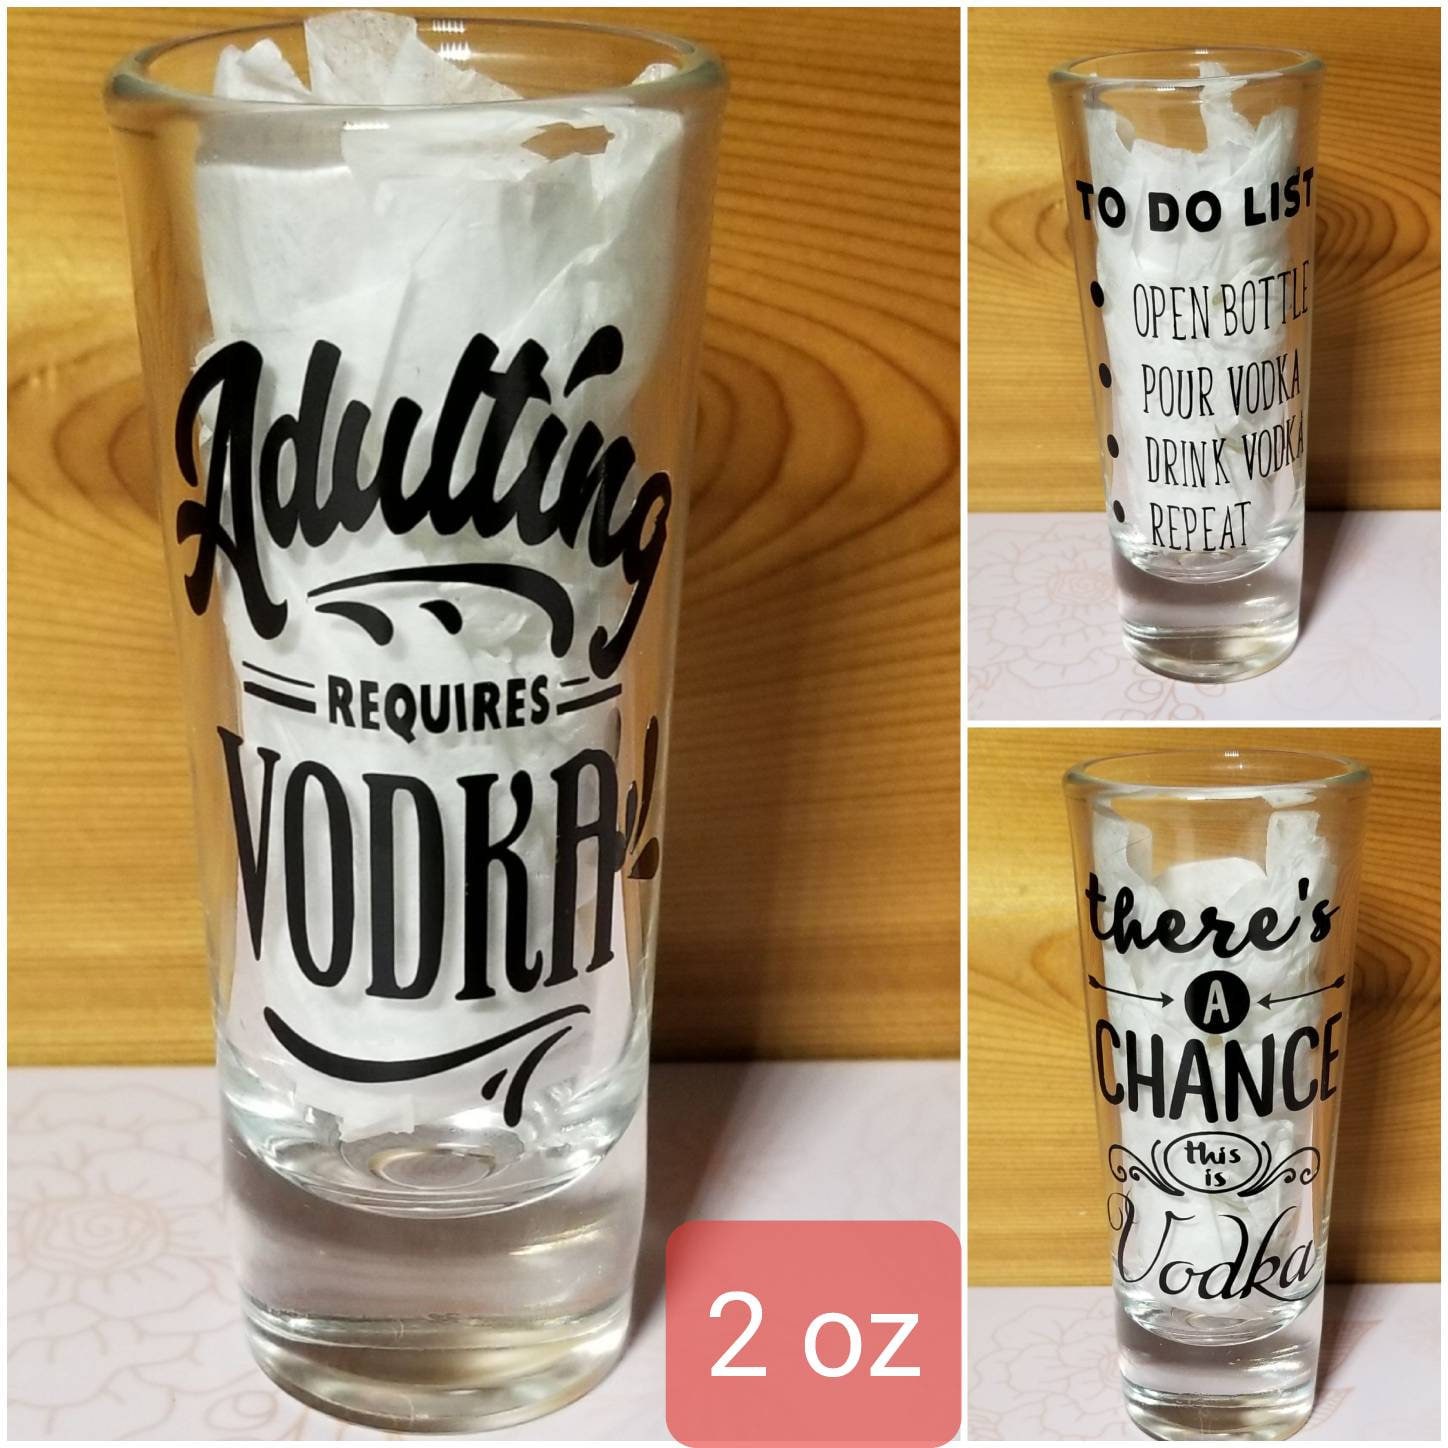 Adulting
REQUIRES
VODKA
2 oz
TO DO LIST
• OPEN BOTTLE
• POUR VODKA
• DRINK VODKA
• REPEAT
there's
A
CHANCE
this
is
Vodka